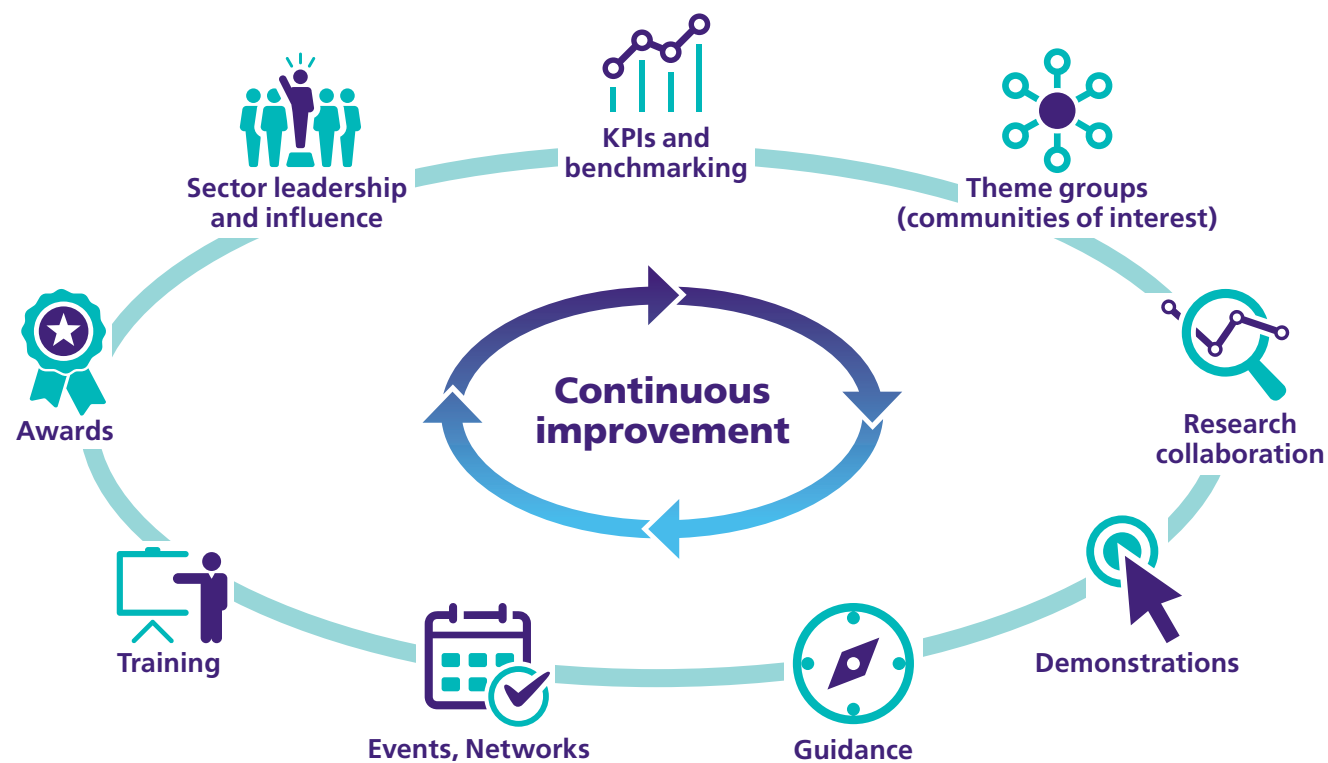 KPIs and
benchmarking
Theme groups
(communities of interest)
Research
collaboration
Demonstrations
Guidance
Events, Networks
Training
Awards
Sector leadership
and influence
Continuous
improvement